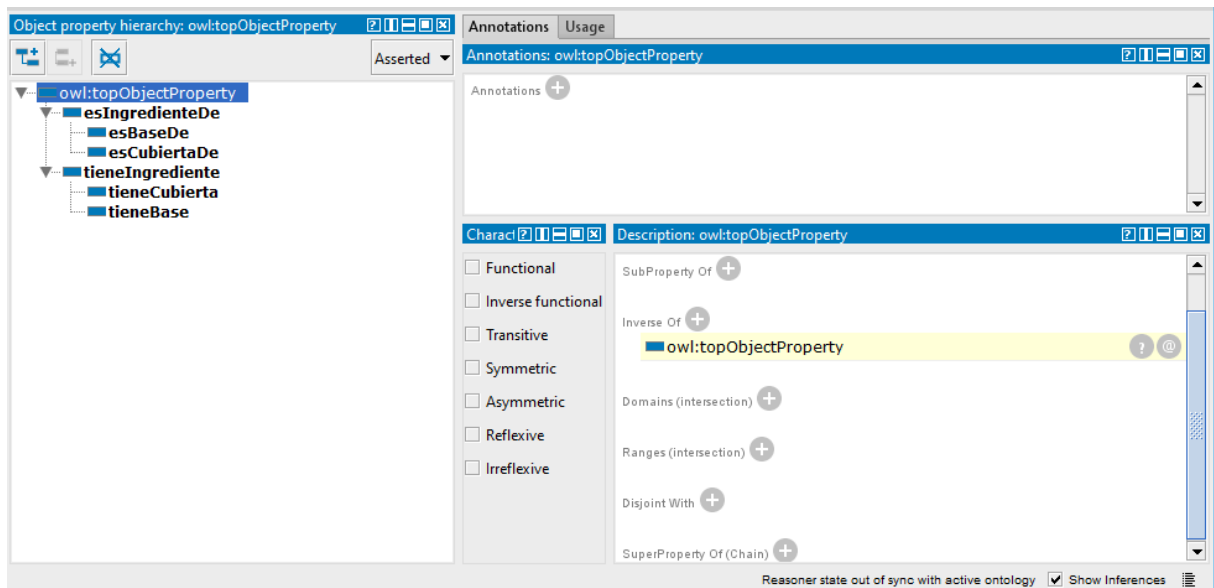 Object property hierarchy: owl:topObjectProperty
Asserted
owl:topObjectProperty
esIngredienteDe
esBaseDe
esCubiertaDe
tieneIngrediente
tieneCubierta
tieneBase
Annotations Usage
Annotations: owl:topObjectProperty
Annotations
Charact
Functional
Inverse functional
Transitive
Symmetric
Asymmetric
Reflexive
Irreflexive
Description: owl:topObjectProperty
SubProperty Of
Inverse Of
owl:topObjectProperty
Domains (intersection)
Ranges (intersection)
Disjoint With
SuperProperty Of (Chain)
Reasoner state out of sync with active ontology Show Inferences